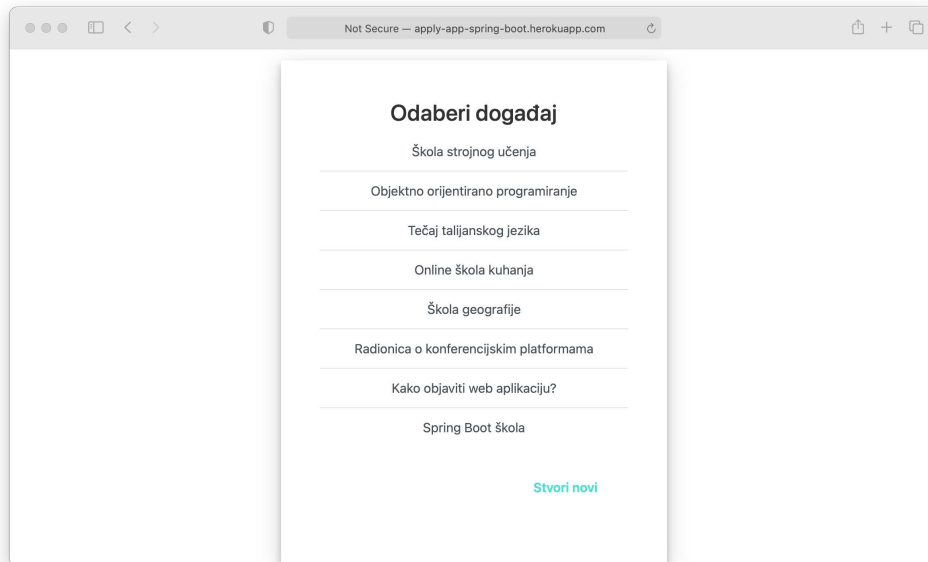 Not Secure — apply-app-spring-boot.herokuapp.com
Odaberi događaj
Škola strojnog učenja
Objektno orijentirano programiranje
Tečaj talijanskog jezika
Online škola kuhanja
Škola geografije
Radionica o konferencijskim platformama
Kako objaviti web aplikaciju?
Spring Boot škola
Stvori novi